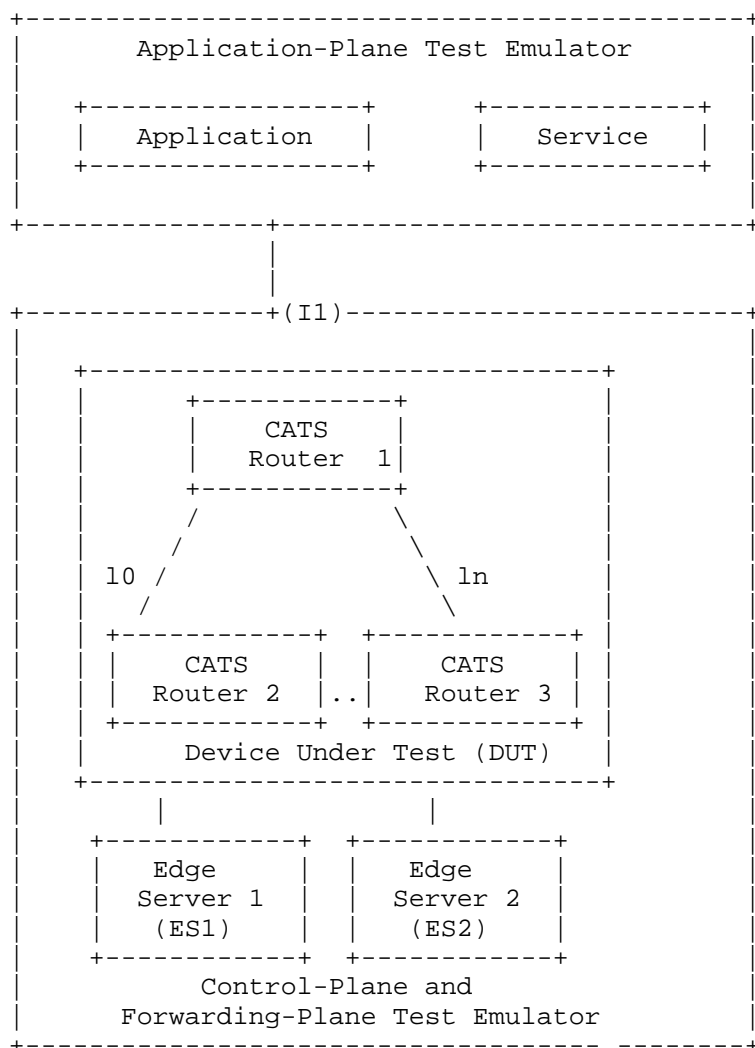 Application-Plane Test Emulator
Application Service
(I1)
CATS
Router 1
l0 ln
CATS CATS
Router 2 .. Router 3
Device Under Test (DUT)
Edge Edge
Server 1 Server 2
(ES1) (ES2)
Control-Plane and
Forwarding-Plane Test Emulator